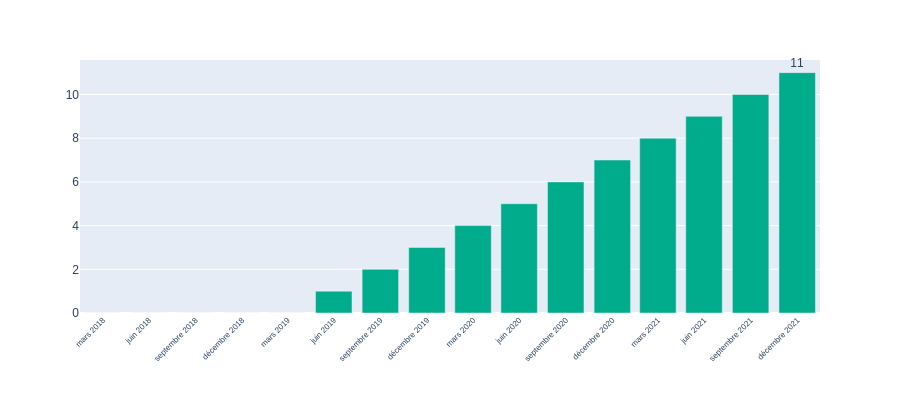 11
10
8
6
4
2
0
mars 2018
juin 2018
septembre 2018
décembre 2018
mars 2019
juin 2019
septembre 2019
décembre 2019
mars 2020
juin 2020
septembre 2020
décembre 2020
mars 2021
juin 2021
septembre 2021
décembre 2021